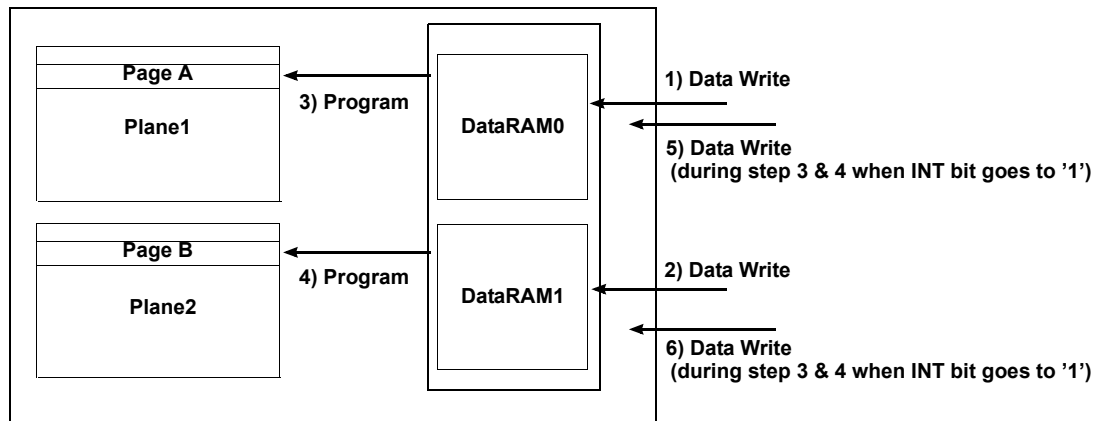 Page A
Plane1
3) Program
DataRAM0
1) Data Write
5) Data Write
(during step 3 & 4 when INT bit goes to ’1’)
Page B
Plane2
4) Program
DataRAM1
2) Data Write
6) Data Write
(during step 3 & 4 when INT bit goes to ’1’)